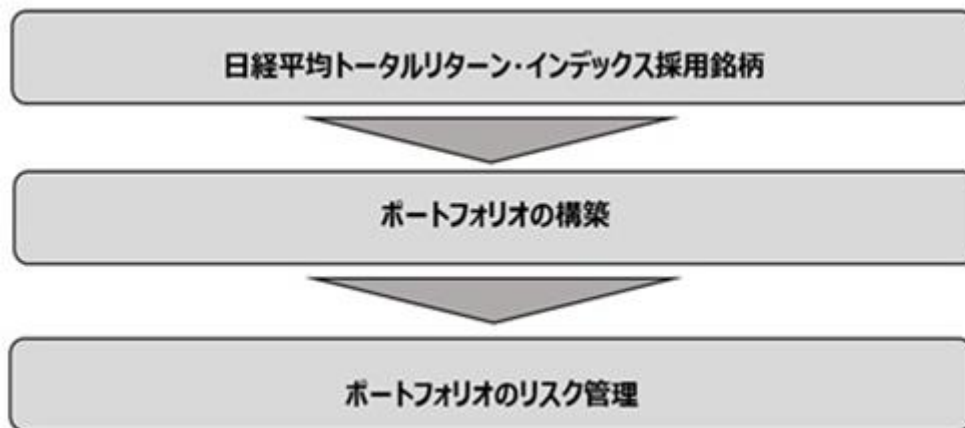 日経平均トータルリターン・インデックス採用銘柄
ポートフォリオの構築
ポートフォリオのリスク管理